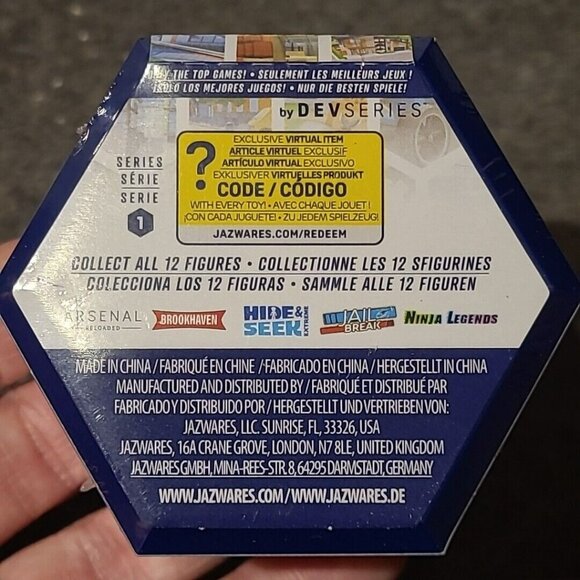 THE TOP GAMES! • SEULEMENT LES MEILLEURS JEUX !
¡SOLO LOS MEJORES JUEGOS! • NUR DIE BESTEN SPIELE!
by DEVSERIES™
?
EXCLUSIVE VIRTUAL ITEM
ARTICLE VIRTUEL EXCLUSIF
ARTÍCULO VIRTUAL EXCLUSIVO
EXKLUSIVER VIRTUELLES PRODUKT
CODE / CÓDIGO
WITH EVERY TOY! • AVEC CHAQUE JOUET !
¡CON CADA JUGUETE! • ZU JEDEM SPIELZEUG!
JAZWARES.COM/REDEEM
SERIES
SÉRIE
SERIE
1
COLLECT ALL 12 FIGURES • COLLECTIONNE LES 12 SFIGURINES
COLECCIONA LOS 12 FIGURAS • SAMMLE ALLE 12 FIGUREN
ARSENAL RELOADED
BROOKHAVEN
HIDE & SEEK EXTREME
JAIL BREAK
NINJA LEGENDS
MADE IN CHINA / FABRIQUÉ EN CHINE / FABRICADO EN CHINA / HERGESTELLT IN CHINA
MANUFACTURED AND DISTRIBUTED BY / FABRIQUÉ ET DISTRIBUÉ PAR
FABRICADO Y DISTRIBUIDO POR / HERGESTELLT UND VERTRIEBEN VON:
JAZWARES, LLC. SUNRISE, FL, 33326, USA
JAZWARES, 16A CRANE GROVE, LONDON, N7 8LE, UNITED KINGDOM
JAZWARES GMBH, MINA-REES-STR. 8, 64295 DARMSTADT, GERMANY
WWW.JAZWARES.COM / WWW.JAZWARES.DE